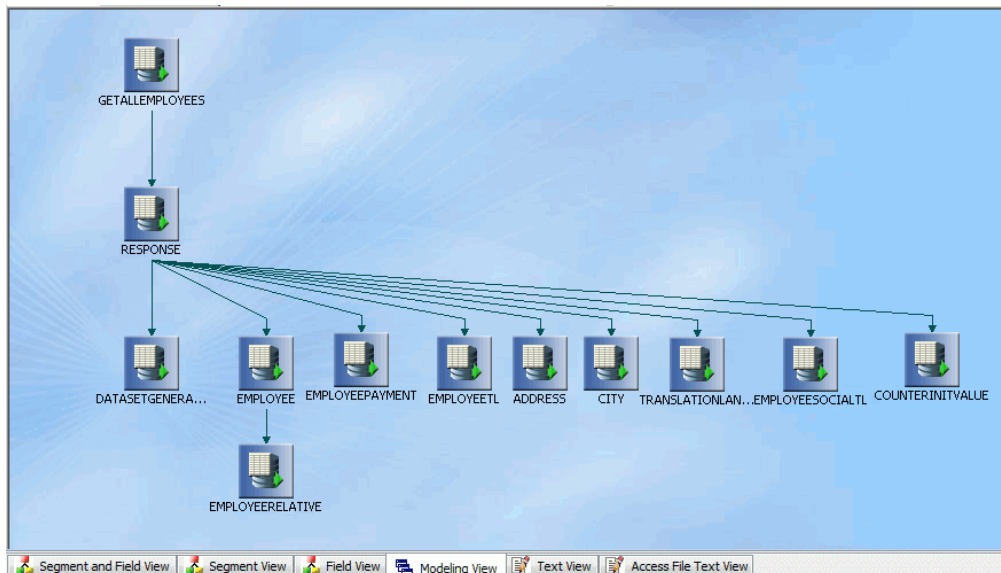 GETALLEMPLOYEES
RESPONSE
DATASETGENERA...
EMPLOYEE
EMPLOYEEPAYMENT
EMPLOYEETL
ADDRESS
CITY
TRANSLATIONLAN...
EMPLOYEESOCIALTL
COUNTERINITVALUE
EMPLOYEERELATIVE
Segment and Field View
Segment View
Field View
Modeling View
Text View
Access File Text View